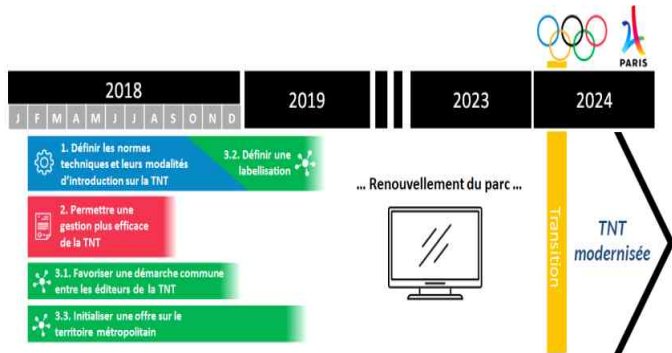 PARIS
2018
2019
2023
2024
J F M A M J J A S O N D
1. Définir les normes
techniques et leurs modalités
d'introduction sur la TNT
3.2. Définir une
labellisation
2. Permettre une
gestion plus efficace
de la TNT
3.1. Favoriser une démarche commune
entre les éditeurs de la TNT
3.3. Initialiser une offre sur le
territoire métropolitain
... Renouvellement du parc ...
Transition
TNT
modernisée